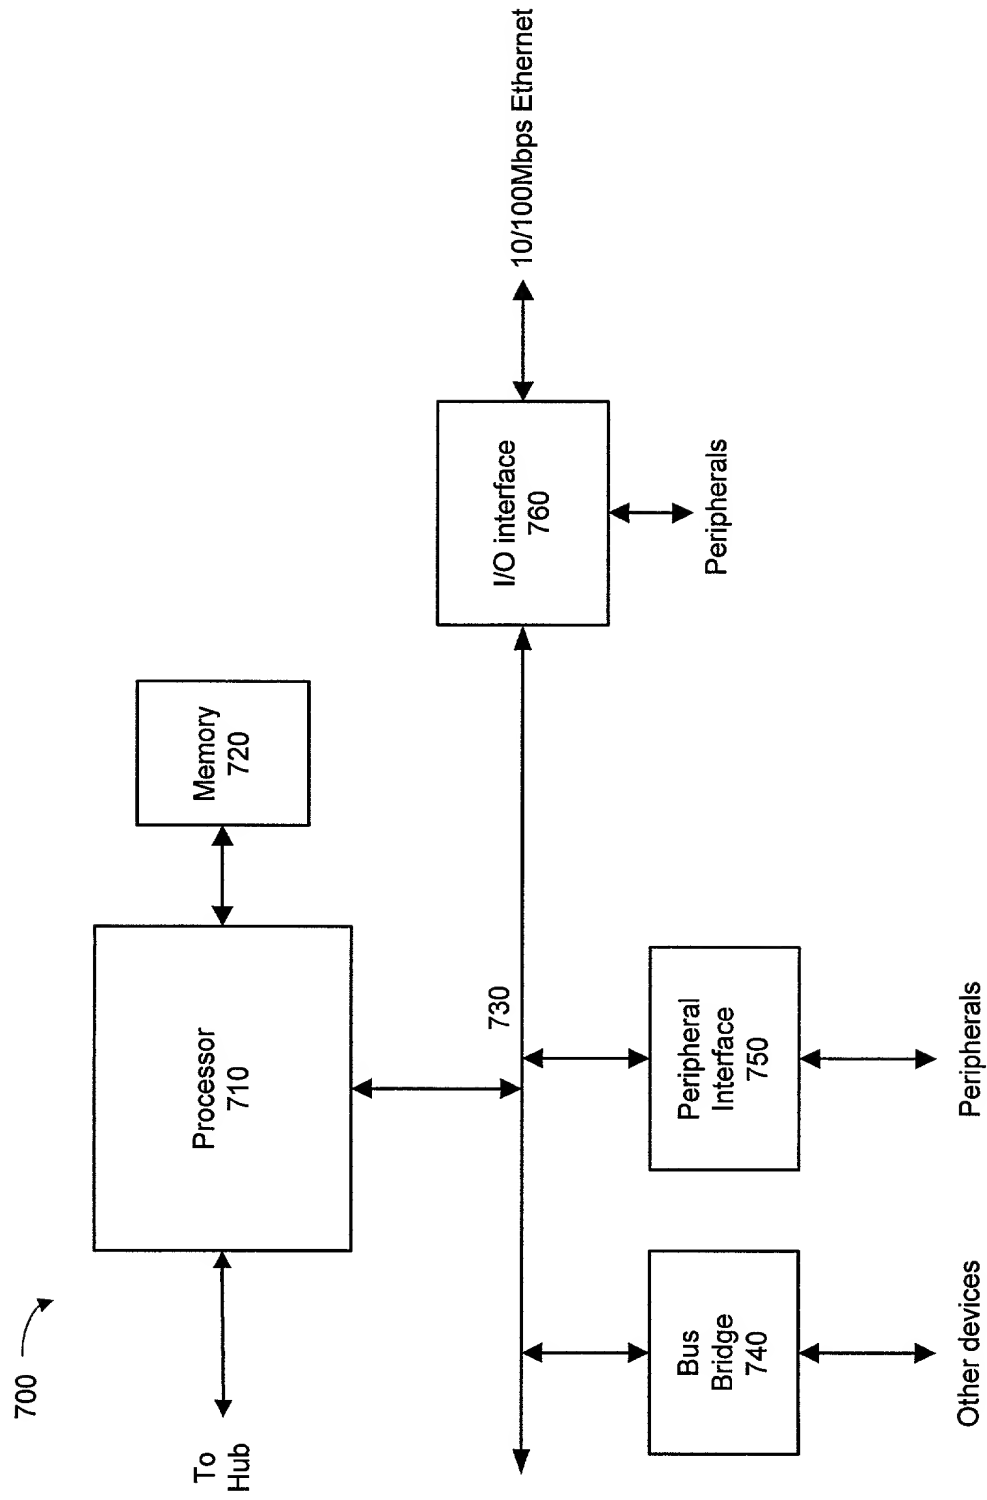 700
To
Hub
Processor
710
Memory
720
730
I/O interface
760
10/100Mbps Ethernet
Peripherals
Bus
Bridge
740
Peripheral
Interface
750
Other devices
Peripherals